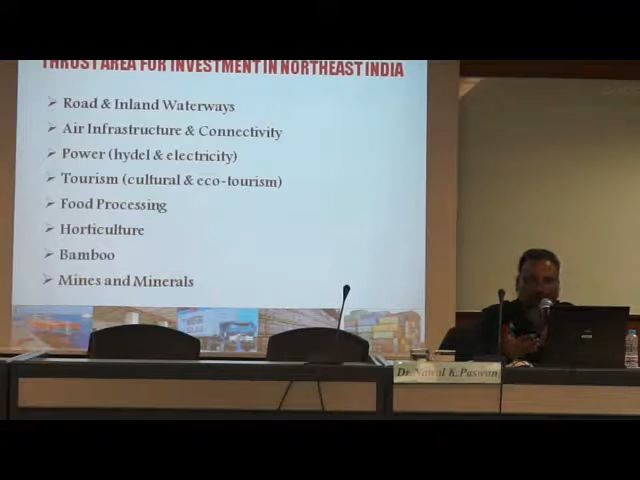 THRUST AREA FOR INVESTMENT IN NORTHEAST INDIA
Road & Inland Waterways
Air Infrastructure & Connectivity
Power (hydel & electricity)
Tourism (cultural & eco-tourism)
Food Processing
Horticulture
Bamboo
Mines and Minerals
Dr. Nawal K. Paswan